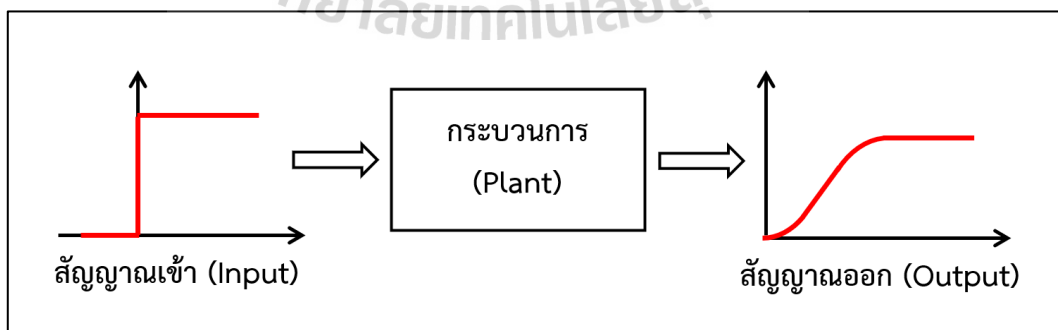 กระบวนการ
(Plant)
สัญญาณเข้า (Input)
สัญญาณออก (Output)